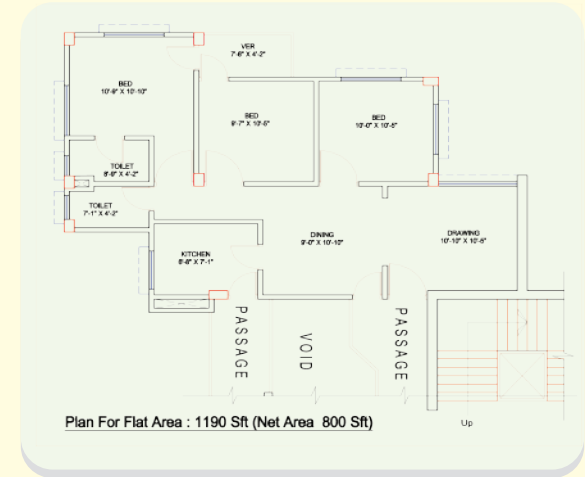 VER
7'-6" X 4'-2"
BED
10'-9" X 10'-10"
BED
9'-7" X 10'-5"
BED
10'-0" X 10'-5"
TOILET
6'-9" X 4'-2"
TOILET
7'-1" X 4'-2"
KITCHEN
8'-8" X 7'-1"
DINING
9'-0" X 10'-10"
DRAWING
10'-10" X 10'-5"
PASSAGE
VOID
PASSAGE
Plan For Flat Area : 1190 Sft (Net Area 800 Sft)
Up